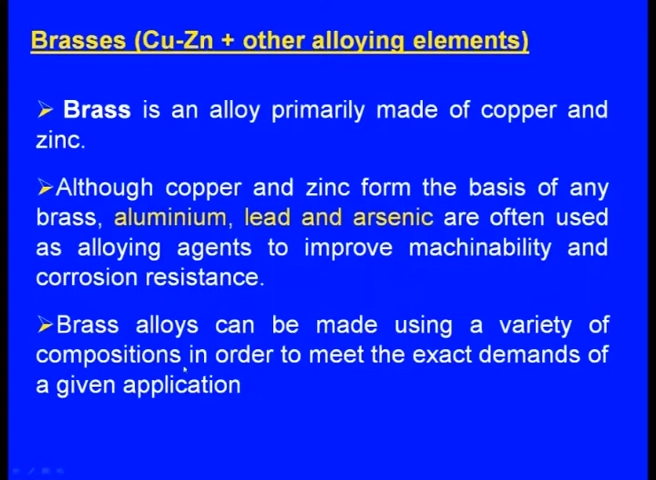 Brasses (Cu-Zn + other alloying elements)
➢ Brass is an alloy primarily made of copper and
zinc.
➢Although copper and zinc form the basis of any
brass, aluminium, lead and arsenic are often used
as alloying agents to improve machinability and
corrosion resistance.
➢Brass alloys can be made using a variety of
compositions in order to meet the exact demands of
a given application